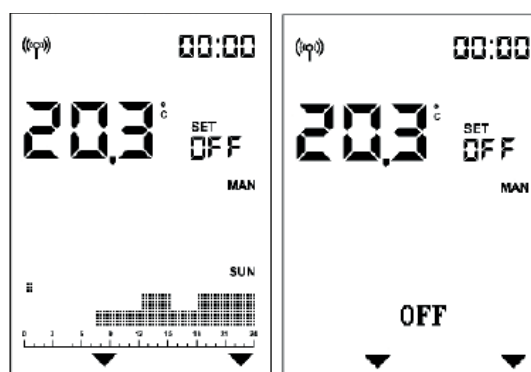 00:00
20,3 °C
SET
OFF
MAN
SUN
0 3 6 9 12 15 18 21 24
00:00
20,3 °C
SET
OFF
MAN
OFF